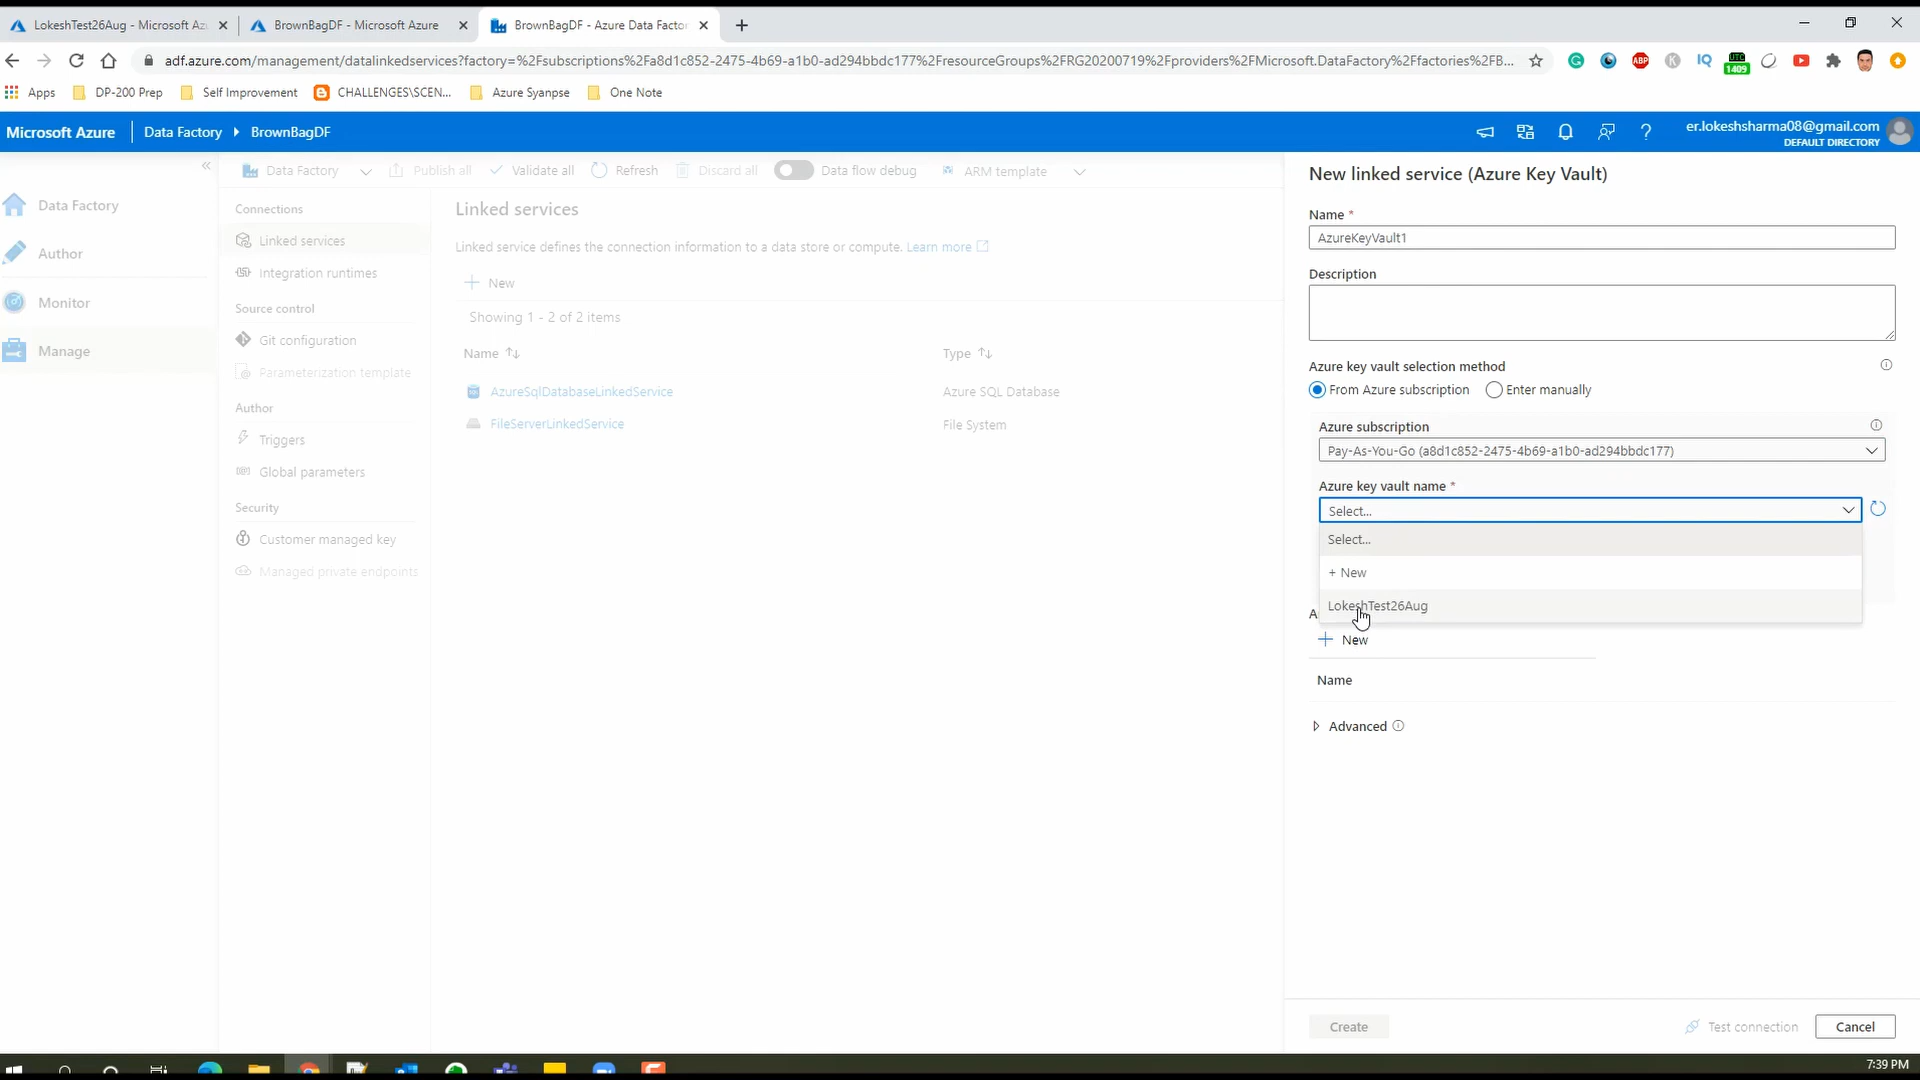 LokeshTest26Aug - Microsoft Az
BrownBagDF - Microsoft Azure
BrownBagDF - Azure Data Facto
adf.azure.com/management/datalinkedservices?factory=%2Fsubscriptions%2Fa8d1c852-2475-4b69-a1b0-ad294bbdc177%2FresourceGroups%2FRG20200719%2Fproviders%2FMicrosoft.DataFactory%2Ffactories%2FB...
ABP
K
IQ
UTC
1409
Apps
DP-200 Prep
Self Improvement
CHALLENGES\SCEN...
Azure Syanpse
One Note
Microsoft Azure
Data Factory
BrownBagDF
?
er.lokeshsharma08@gmail.com
DEFAULT DIRECTORY
«
Data Factory
Author
Monitor
Manage
Data Factory
Publish all
Validate all
Refresh
Discard all
Data flow debug
ARM template
Connections
Linked services
Integration runtimes
Source control
Git configuration
Parameterization template
Author
Triggers
Global parameters
Security
Customer managed key
Managed private endpoints
Linked services
Linked service defines the connection information to a data store or compute. Learn more
+ New
Showing 1 - 2 of 2 items
Name
Type
AzureSqlDatabaseLinkedService
Azure SQL Database
FileServerLinkedService
File System
New linked service (Azure Key Vault)
Name *
AzureKeyVault1
Description
Azure key vault selection method
From Azure subscription
Enter manually
Azure subscription
Pay-As-You-Go (a8d1c852-2475-4b69-a1b0-ad294bbdc177)
Azure key vault name *
Select...
Select...
+ New
LokeshTest26Aug
+ New
Name
Advanced
Create
Test connection
Cancel
7:39 PM